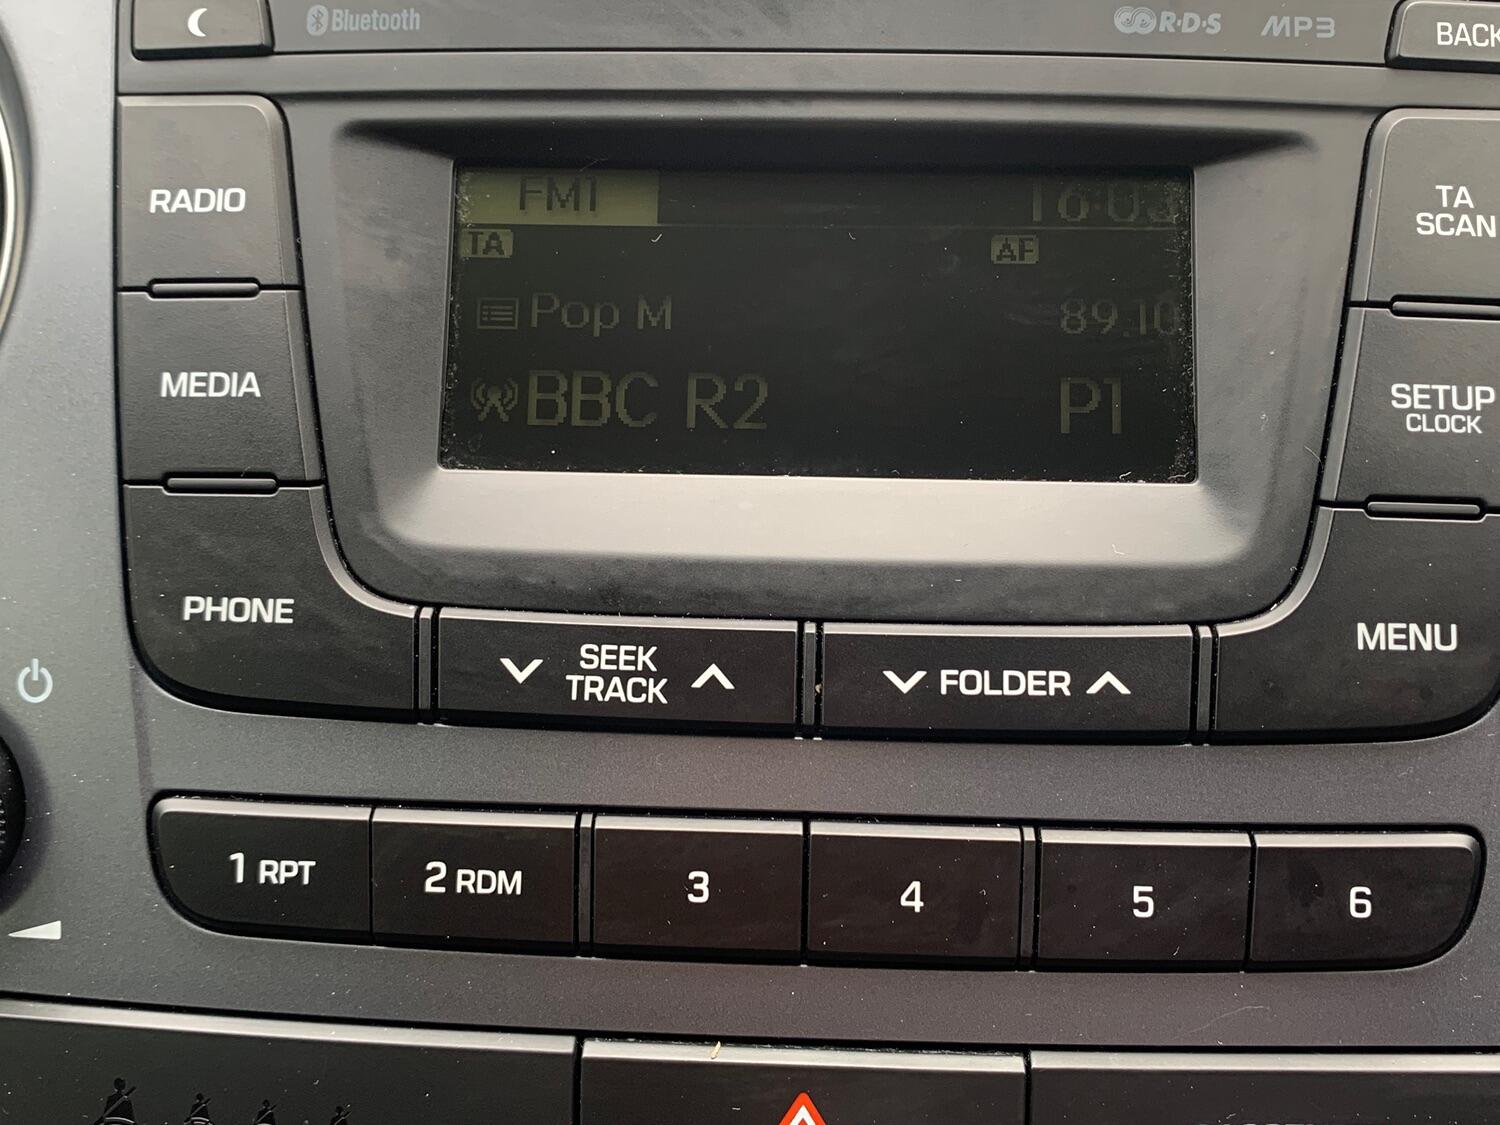 Bluetooth
R·D·S
MP3
BACK
RADIO
FM1
TA
AF
TA
SCAN
Pop M
89.10
MEDIA
BBC R2
P1
SETUP
CLOCK
PHONE
SEEK
TRACK
FOLDER
MENU
1 RPT
2 RDM
3
4
5
6